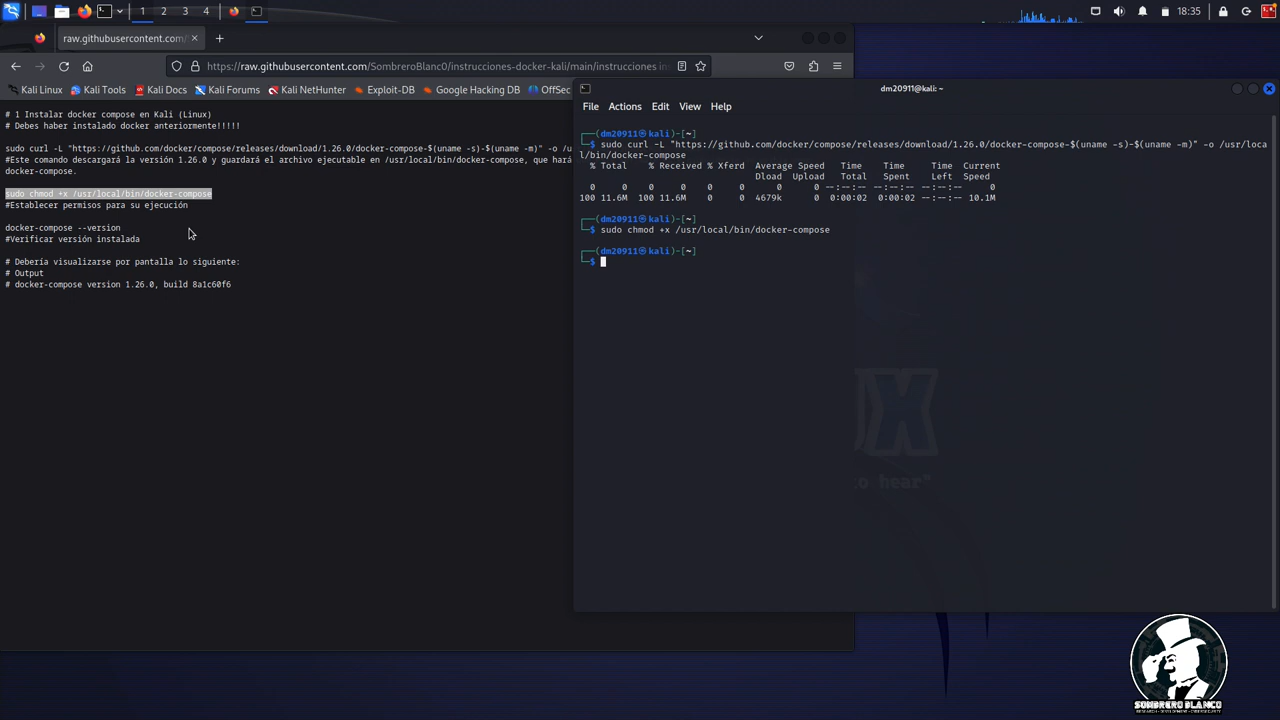 1 2 3 4
18:35
raw.githubusercontent.com/
https://raw.githubusercontent.com/SombreroBlanc0/instrucciones-docker-kali/main/instrucciones in
Kali Linux Kali Tools Kali Docs Kali Forums Kali NetHunter Exploit-DB Google Hacking DB OffSec
# 1 Instalar docker compose en Kali (Linux)
# Debes haber instalado docker anteriormente!!!!!
sudo curl -L "https://github.com/docker/compose/releases/download/1.26.0/docker-compose-$(uname -s)-$(uname -m)" -o /u
#Este comando descargará la versión 1.26.0 y guardará el archivo ejecutable en /usr/local/bin/docker-compose, que hará
docker-compose.
sudo chmod +x /usr/local/bin/docker-compose
#Establecer permisos para su ejecución
docker-compose --version
#Verificar versión instalada
# Debería visualizarse por pantalla lo siguiente:
# Output
# docker-compose version 1.26.0, build 8a1c60f6
dm20911@kali: ~
File Actions Edit View Help
(dm20911㉿kali)-[~]
$ sudo curl -L "https://github.com/docker/compose/releases/download/1.26.0/docker-compose-$(uname -s)-$(uname -m)" -o /usr/loca
l/bin/docker-compose
% Total % Received % Xferd Average Speed Time Time Time Current
Dload Upload Total Spent Left Speed
0 0 0 0 0 0 0 0 --:--:-- --:--:-- --:--:-- 0
100 11.6M 100 11.6M 0 0 4679k 0 0:00:02 0:00:02 --:--:-- 10.1M
(dm20911㉿kali)-[~]
$ sudo chmod +x /usr/local/bin/docker-compose
(dm20911㉿kali)-[~]
$
to hear"
SOMBRERO BLANCO
RESEARCH - DEVELOPMENT - CYBERSECURITY